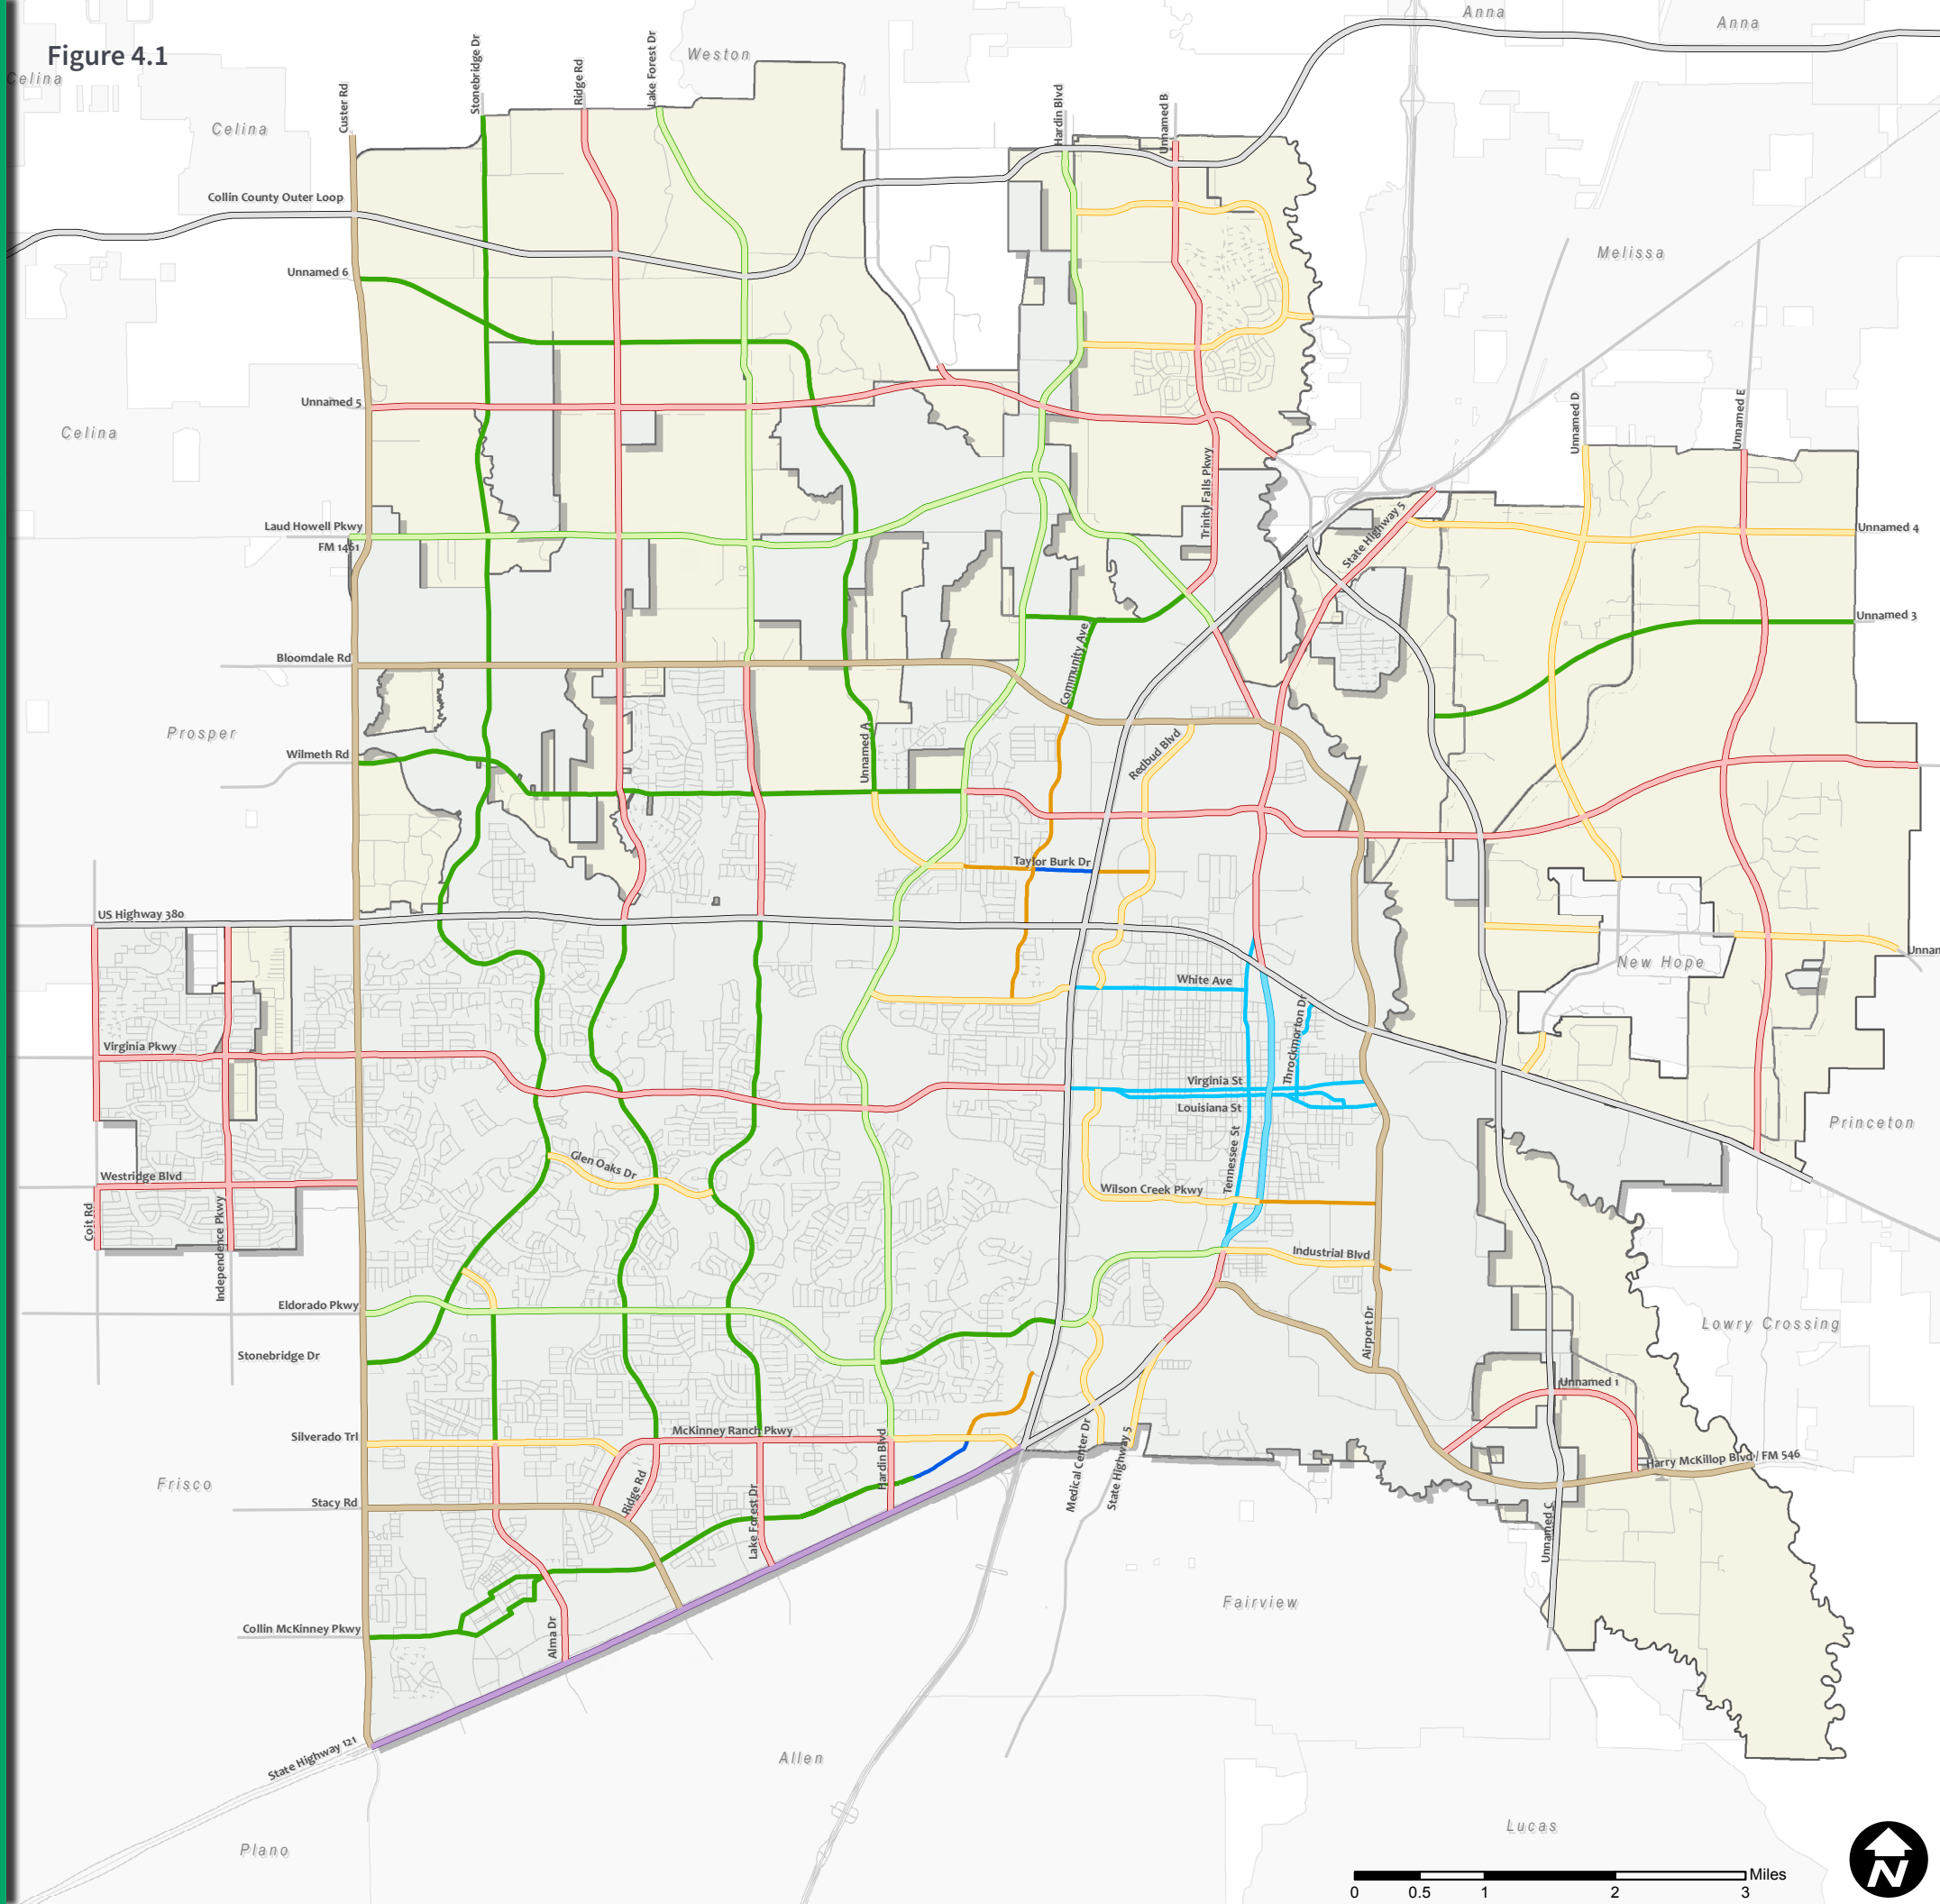 Figure 4.1
Anna
Anna
Weston
Celina
Stonebridge Dr
Ridge Rd
Lake Forest Dr
Custer Rd
Hardin Blvd
Unnamed B
Celina
Collin County Outer Loop
Melissa
Unnamed 6
Unnamed 5
Celina
Unnamed D
Unnamed E
Trinity Falls Pkwy
State Highway 5
Laud Howell Pkwy
FM 1461
Unnamed 4
Unnamed 3
Bloomdale Rd
Community Ave
Prosper
Wilmeth Rd
Unnamed A
Redbud Blvd
Taylor Burk Dr
US Highway 380
Unnam
New Hope
White Ave
Throckmorton Dr
Virginia Pkwy
Virginia St
Louisiana St
Princeton
Tennessee St
Glen Oaks Dr
Westridge Blvd
Wilson Creek Pkwy
Coit Rd
Independence Pkwy
Industrial Blvd
Eldorado Pkwy
Airport Dr
Lowry Crossing
Stonebridge Dr
Unnamed 1
Silverado Trl
McKinney Ranch Pkwy
Hardin Blvd
Medical Center Dr
State Highway 5
Harry McKillop Blvd / FM 546
Frisco
Stacy Rd
Ridge Rd
Lake Forest Dr
Unnamed C
Fairview
Collin McKinney Pkwy
Alma Dr
State Highway 121
Allen
Lucas
Plano
Miles
0 0.5 1 2 3
N